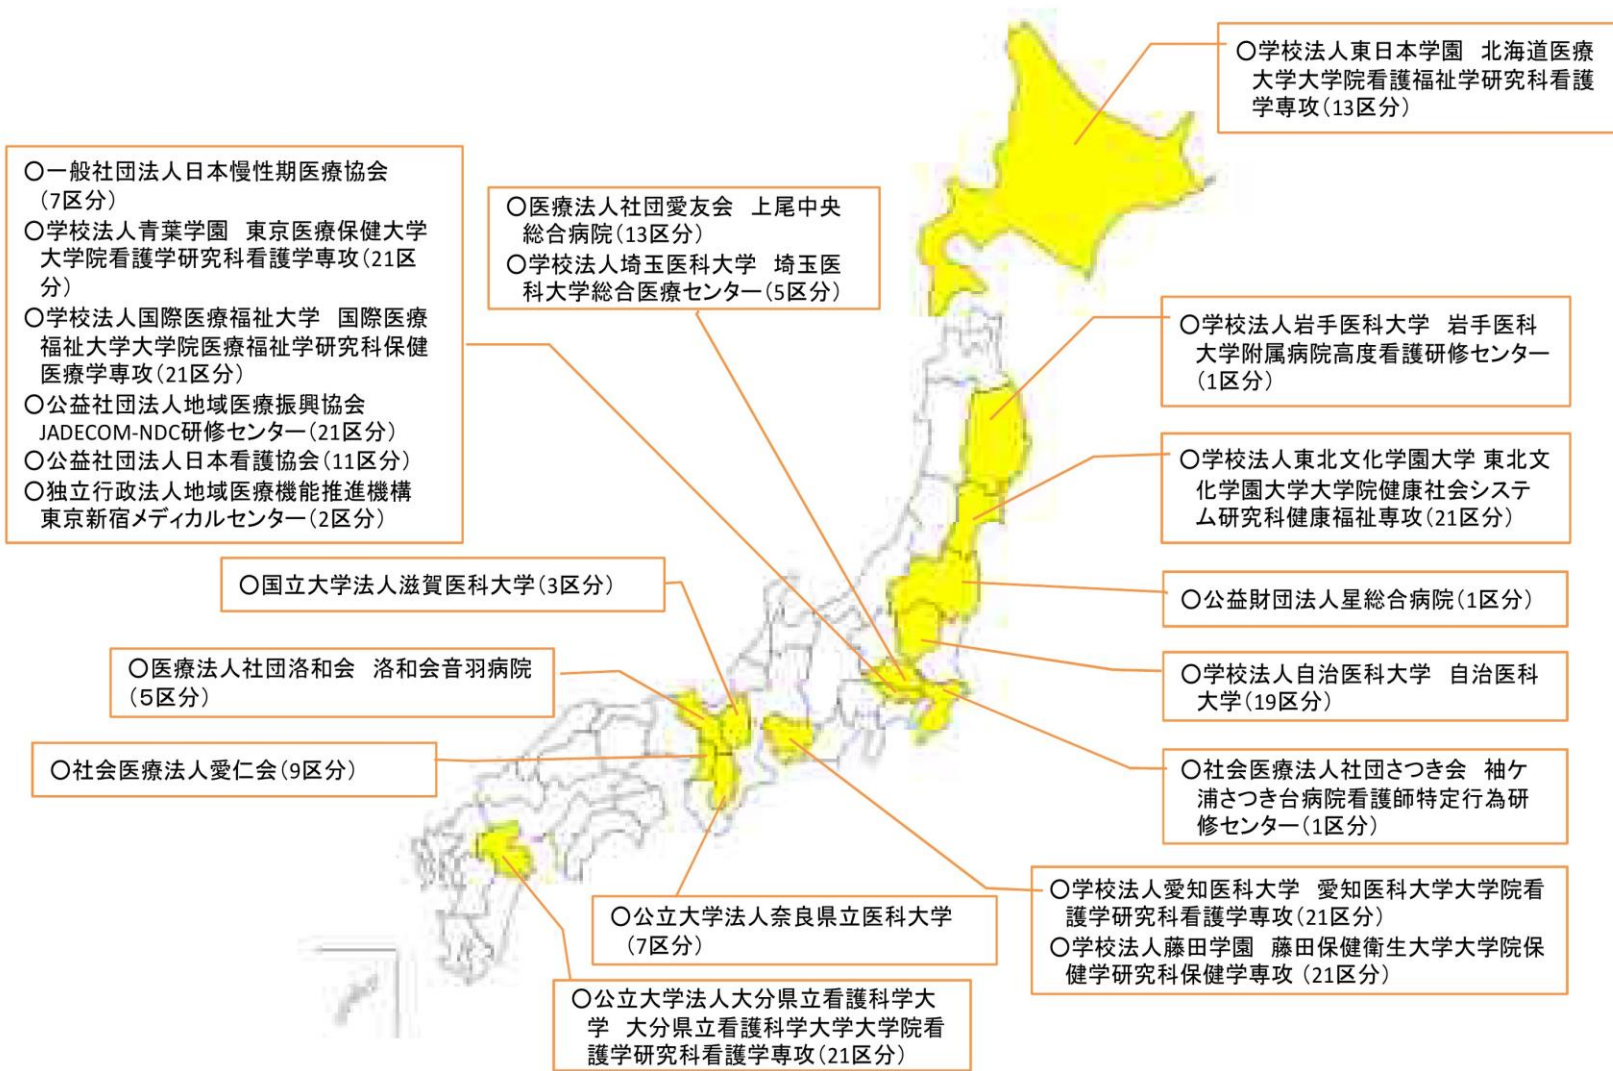 〇学校法人東日本学園　北海道医療
大学大学院看護福祉学研究科看護
学専攻(13区分)
〇一般社団法人日本慢性期医療協会
(7区分)
〇学校法人青葉学園　東京医療保健大学
大学院看護学研究科看護学専攻(21区
分)
〇学校法人国際医療福祉大学　国際医療
福祉大学大学院医療福祉学研究科保健
医療学専攻(21区分)
〇公益社団法人地域医療振興協会
JADECOM-NDC研修センター(21区分)
〇公益社団法人日本看護協会(11区分)
〇独立行政法人地域医療機能推進機構
東京新宿メディカルセンター(2区分)
〇医療法人社団愛友会　上尾中央
総合病院(13区分)
〇学校法人埼玉医科大学　埼玉医
科大学総合医療センター(5区分)
〇学校法人岩手医科大学　岩手医科
大学附属病院高度看護研修センター
(1区分)
〇学校法人東北文化学園大学 東北文
化学園大学大学院健康社会システ
ム研究科健康福祉専攻(21区分)
〇公益財団法人星総合病院(1区分)
〇学校法人自治医科大学　自治医科
大学(19区分)
〇社会医療法人社団さつき会　袖ケ
浦さつき台病院看護師特定行為研
修センター(1区分)
〇国立大学法人滋賀医科大学(3区分)
〇医療法人社団洛和会　洛和会音羽病院
(5区分)
〇社会医療法人愛仁会(9区分)
〇公立大学法人奈良県立医科大学
(7区分)
〇学校法人愛知医科大学　愛知医科大学大学院看
護学研究科看護学専攻(21区分)
〇学校法人藤田学園　藤田保健衛生大学大学院保
健学研究科保健学専攻 (21区分)
〇公立大学法人大分県立看護科学大
学　大分県立看護科学大学大学院看
護学研究科看護学専攻(21区分)